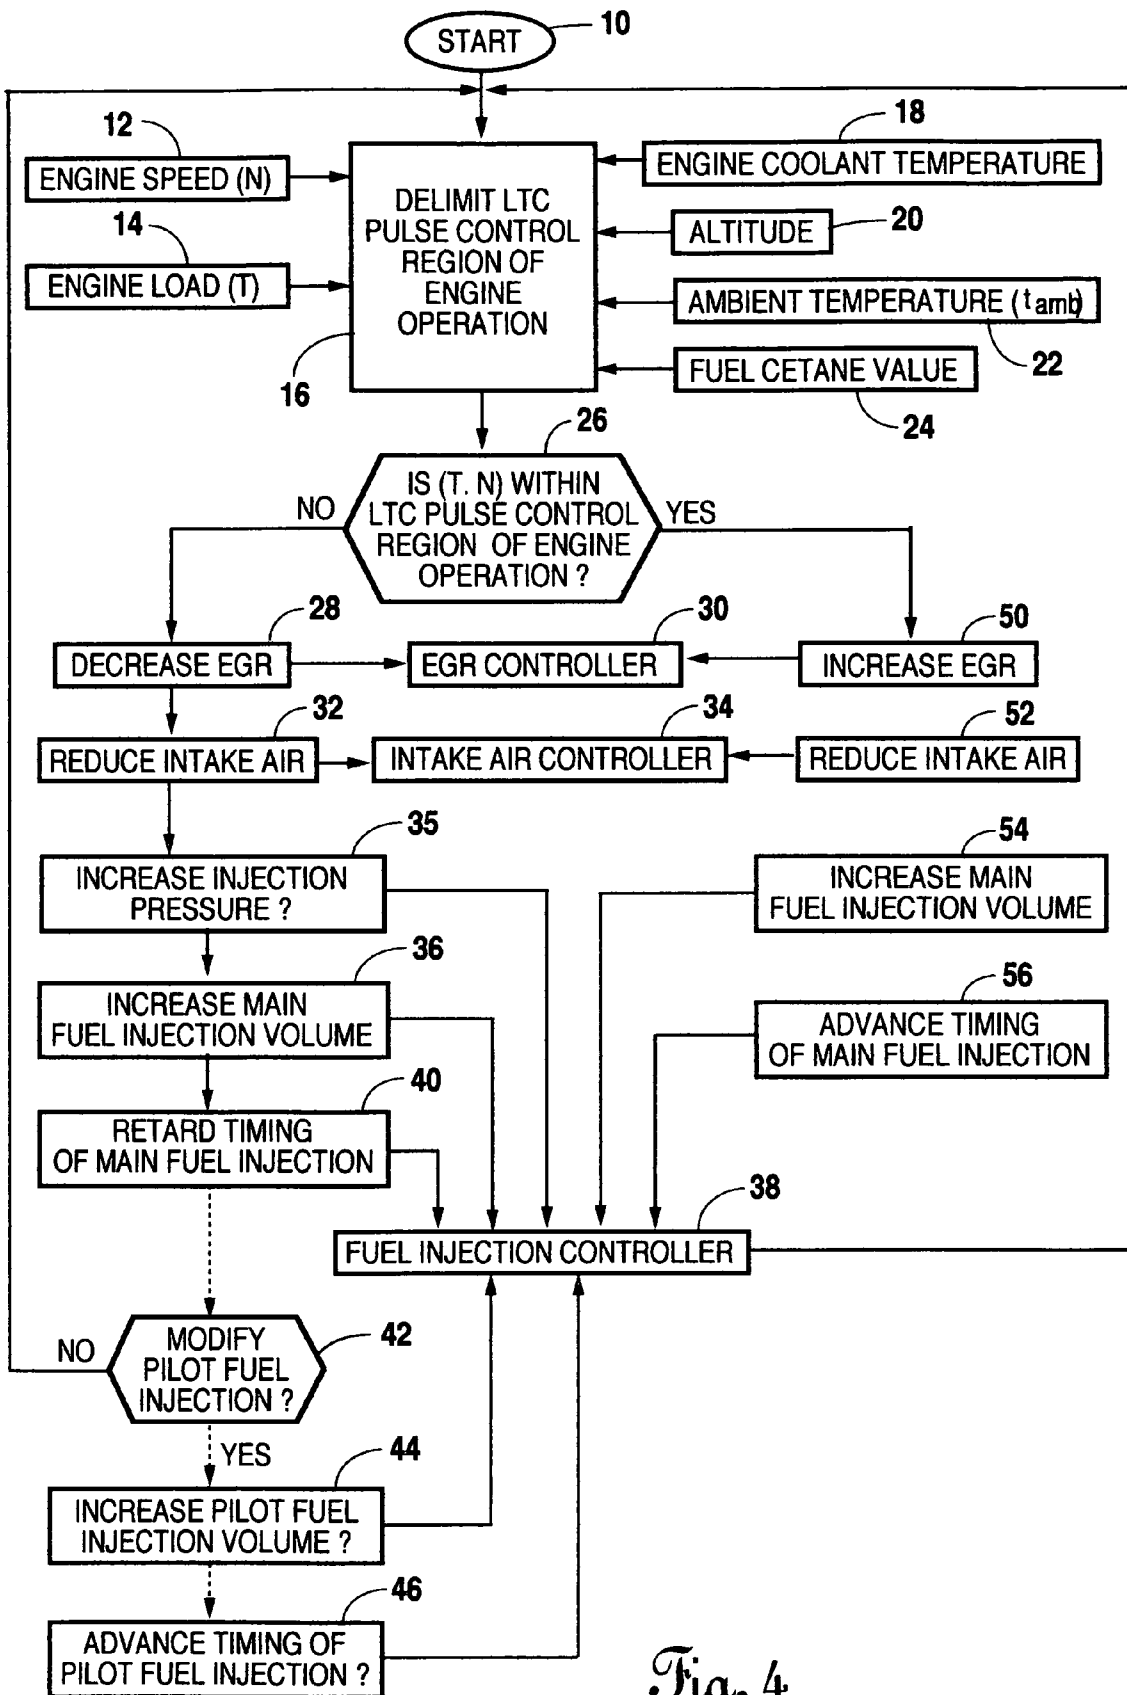 START
10
12
ENGINE SPEED (N)
14
ENGINE LOAD (T)
DELIMIT LTC
PULSE CONTROL
REGION OF
ENGINE
OPERATION
16
18
ENGINE COOLANT TEMPERATURE
ALTITUDE
20
AMBIENT TEMPERATURE (tamb)
22
FUEL CETANE VALUE
24
26
IS (T. N) WITHIN
LTC PULSE CONTROL
REGION OF ENGINE
OPERATION ?
NO
YES
28
DECREASE EGR
30
EGR CONTROLLER
50
INCREASE EGR
32
REDUCE INTAKE AIR
34
INTAKE AIR CONTROLLER
52
REDUCE INTAKE AIR
35
INCREASE INJECTION
PRESSURE ?
54
INCREASE MAIN
FUEL INJECTION VOLUME
36
INCREASE MAIN
FUEL INJECTION VOLUME
56
ADVANCE TIMING
OF MAIN FUEL INJECTION
40
RETARD TIMING
OF MAIN FUEL INJECTION
38
FUEL INJECTION CONTROLLER
NO
MODIFY
PILOT FUEL
INJECTION ?
42
YES
44
INCREASE PILOT FUEL
INJECTION VOLUME ?
46
ADVANCE TIMING OF
PILOT FUEL INJECTION ?
Fig. 4